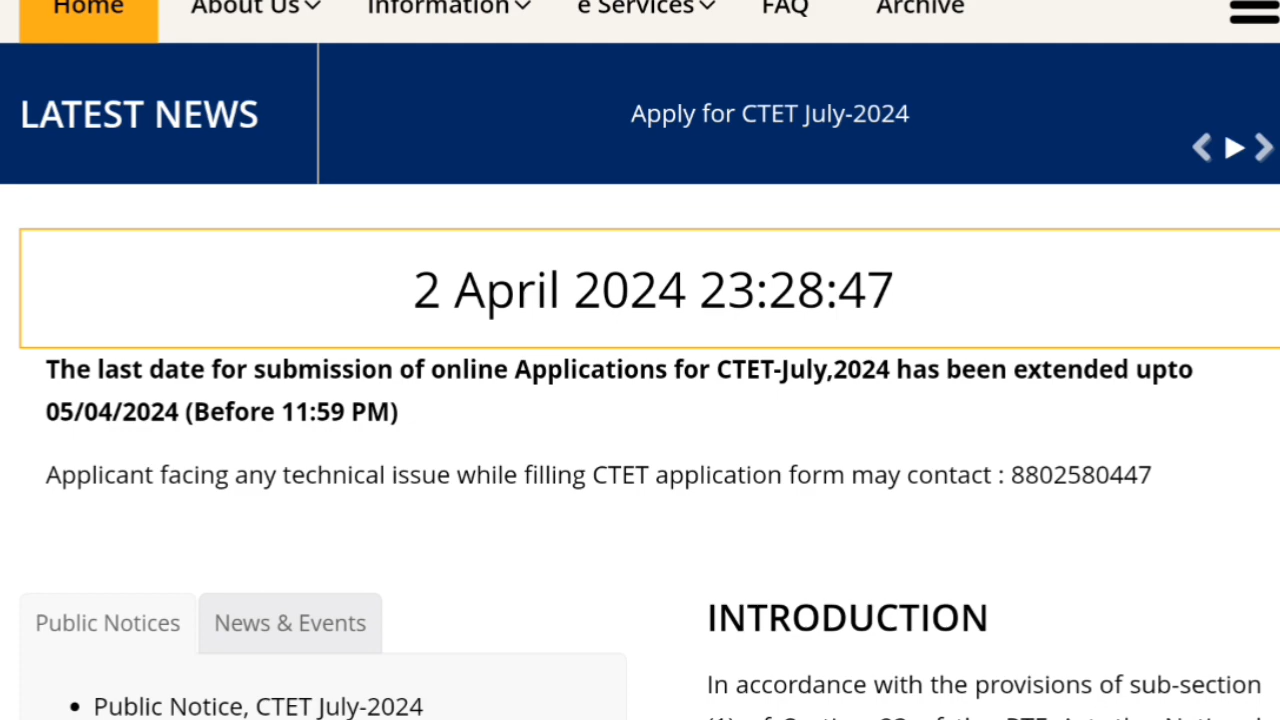 Home About Us Information e Services FAQ Archive
LATEST NEWS
Apply for CTET July-2024
2 April 2024 23:28:47
The last date for submission of online Applications for CTET-July,2024 has been extended upto
05/04/2024 (Before 11:59 PM)
Applicant facing any technical issue while filling CTET application form may contact : 8802580447
Public Notices News & Events
• Public Notice, CTET July-2024
INTRODUCTION
In accordance with the provisions of sub-section